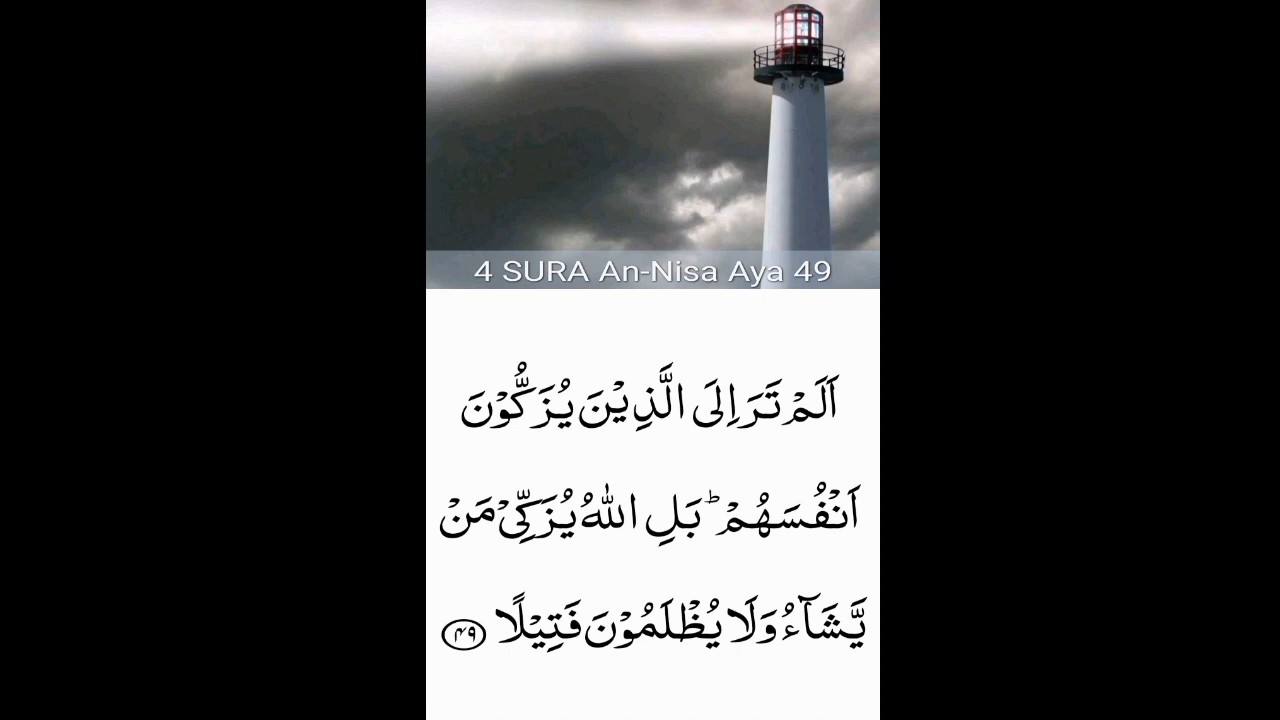 4 SURA An-Nisa Aya 49
اَلَمْ تَرَ اِلَى الَّذِيْنَ يُزَكُّوْنَ
اَنْفُسَهُمْ ؕ بَلِ اللّٰهُ يُزَكِّيْ مَنْ
يَّشَآءُ وَلَا يُظْلَمُوْنَ فَتِيْلًا ﴿۴۹﴾